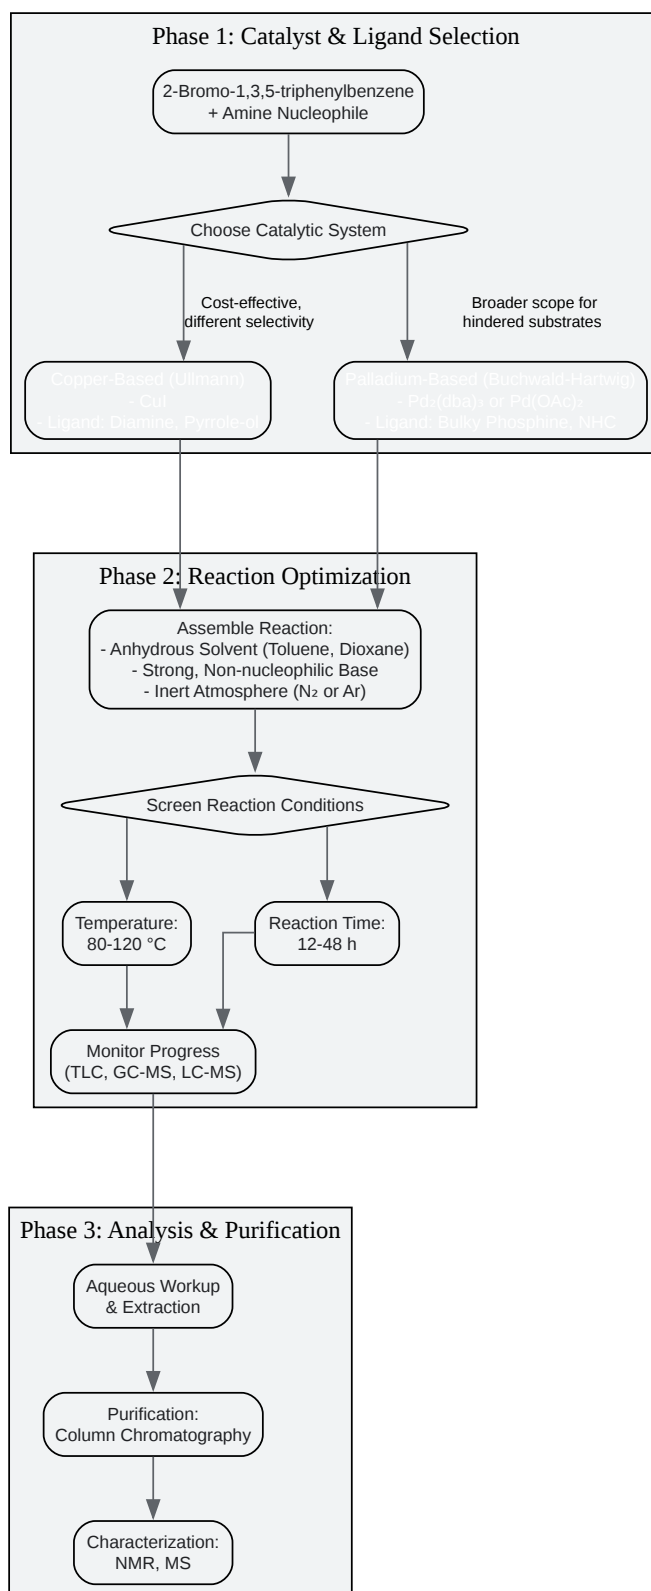 Phase 1: Catalyst & Ligand Selection
2-Bromo-1,3,5-triphenylbenzene
+ Amine Nucleophile
Choose Catalytic System
Cost-effective,
different selectivity
Broader scope for
hindered substrates
Copper-Based (Ullmann)
- CuI
- Ligand: Diamine, Pyrrole-ol
Palladium-Based (Buchwald-Hartwig)
- Pd₂(dba)₃ or Pd(OAc)₂
- Ligand: Bulky Phosphine, NHC
Phase 2: Reaction Optimization
Assemble Reaction:
- Anhydrous Solvent (Toluene, Dioxane)
- Strong, Non-nucleophilic Base
- Inert Atmosphere (N₂ or Ar)
Screen Reaction Conditions
Temperature:
80-120 °C
Reaction Time:
12-48 h
Monitor Progress
(TLC, GC-MS, LC-MS)
Phase 3: Analysis & Purification
Aqueous Workup
& Extraction
Purification:
Column Chromatography
Characterization:
NMR, MS